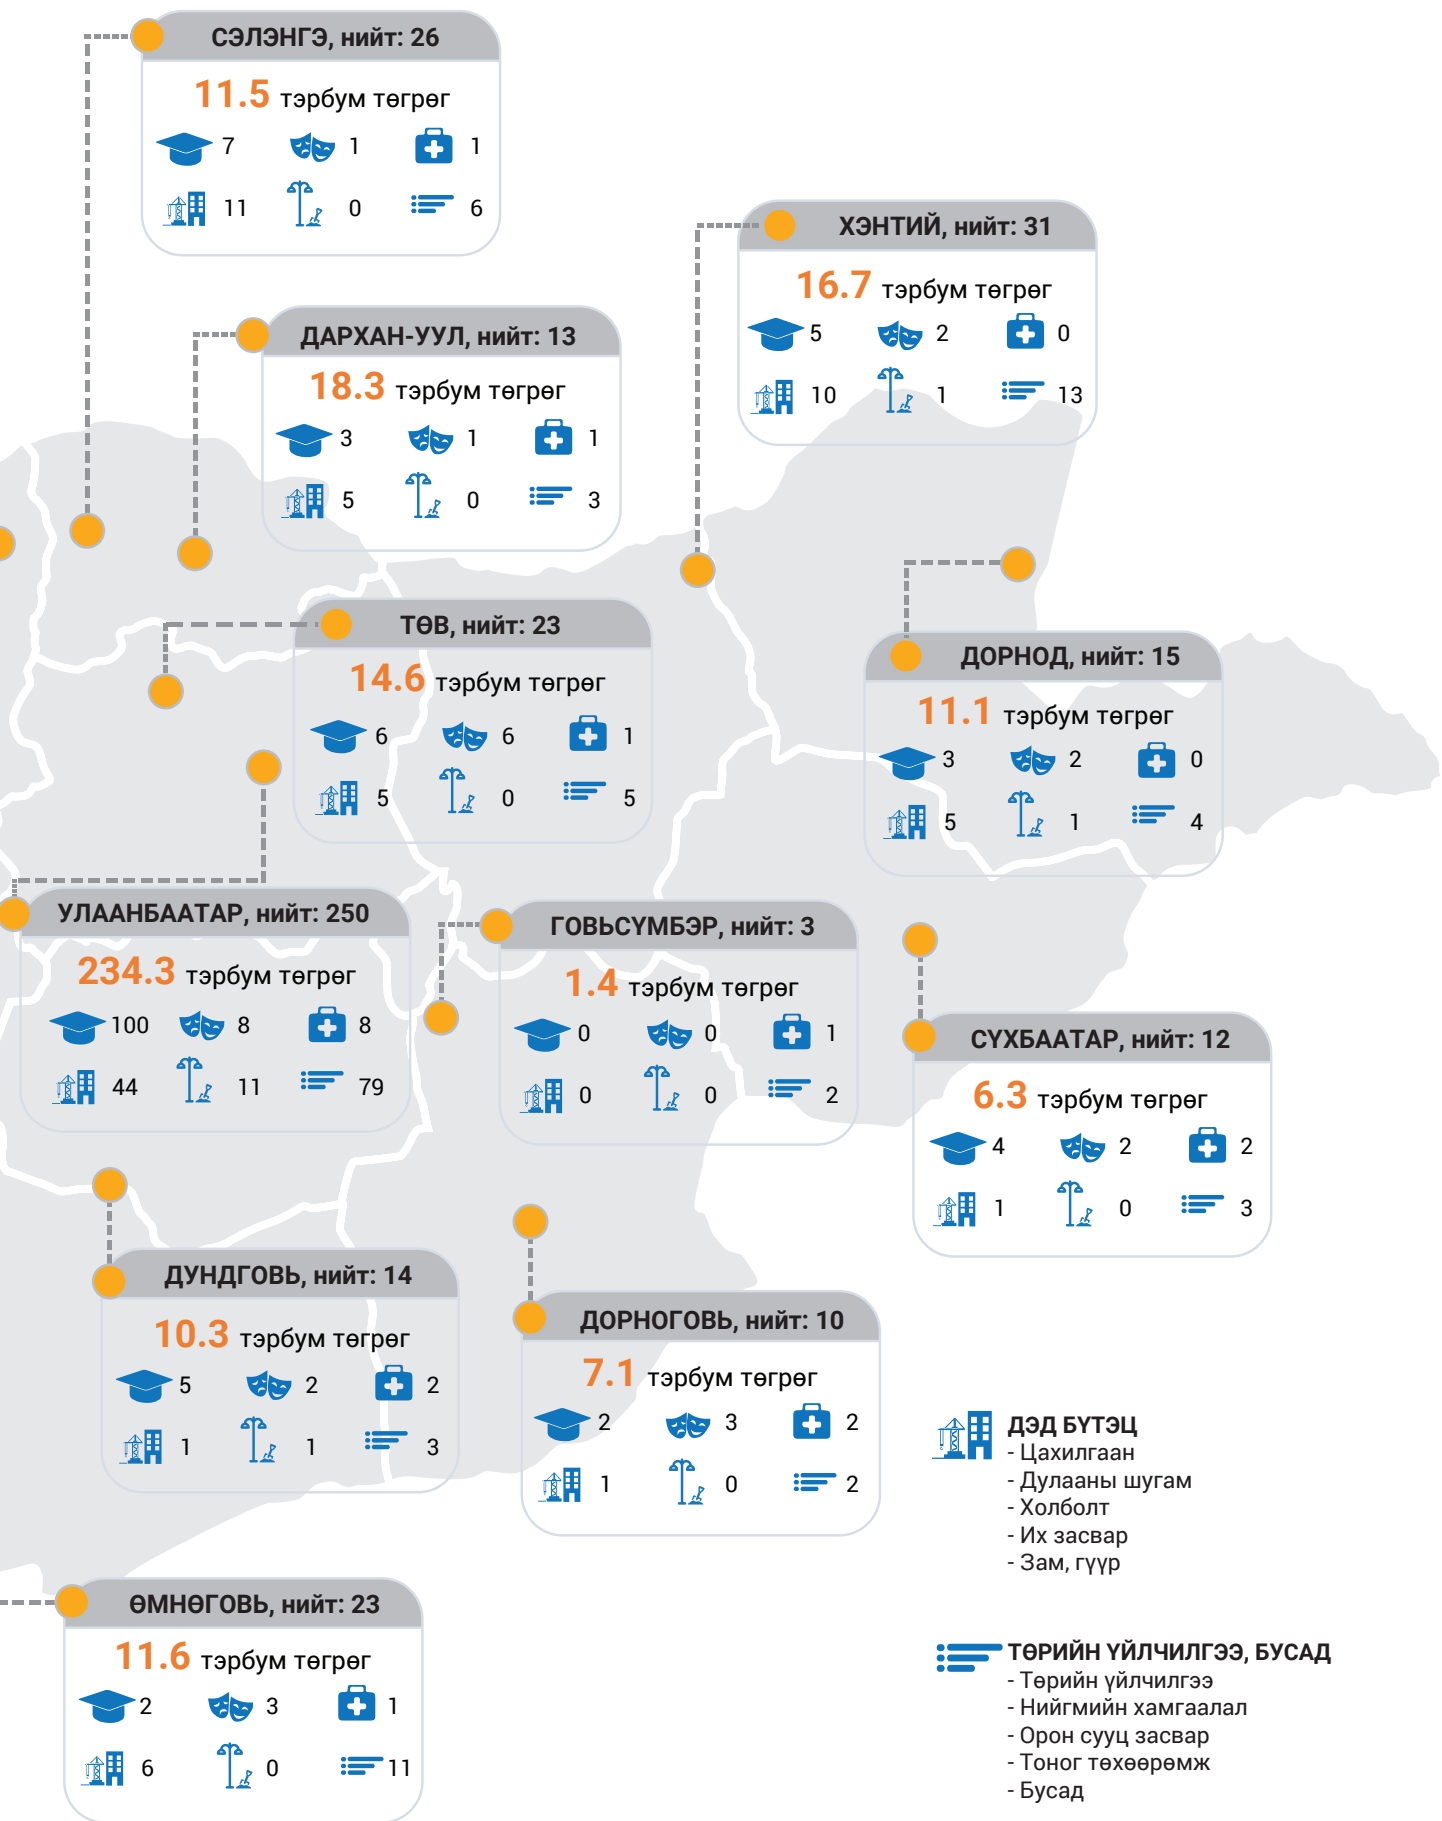 СЭЛЭНГЭ, нийт: 26
11.5 тэрбум төгрөг
7 1 1
11 0 6
ХЭНТИЙ, нийт: 31
16.7 тэрбум төгрөг
5 2 0
10 1 13
ДАРХАН-УУЛ, нийт: 13
18.3 тэрбум төгрөг
3 1 1
5 0 3
ТӨВ, нийт: 23
14.6 тэрбум төгрөг
6 6 1
5 0 5
ДОРНОД, нийт: 15
11.1 тэрбум төгрөг
3 2 0
5 1 4
УЛААНБААТАР, нийт: 250
234.3 тэрбум төгрөг
100 8 8
44 11 79
ГОВЬСҮМБЭР, нийт: 3
1.4 тэрбум төгрөг
0 0 1
0 0 2
СҮХБААТАР, нийт: 12
6.3 тэрбум төгрөг
4 2 2
1 0 3
ДУНДГОВЬ, нийт: 14
10.3 тэрбум төгрөг
5 2 2
1 1 3
ДОРНОГОВЬ, нийт: 10
7.1 тэрбум төгрөг
2 3 2
1 0 2
ӨМНӨГОВЬ, нийт: 23
11.6 тэрбум төгрөг
2 3 1
6 0 11
ДЭД БҮТЭЦ
- Цахилгаан
- Дулааны шугам
- Холболт
- Их засвар
- Зам, гүүр
ТӨРИЙН ҮЙЛЧИЛГЭЭ, БУСАД
- Төрийн үйлчилгээ
- Нийгмийн хамгаалал
- Орон сууц засвар
- Тоног төхөөрөмж
- Бусад